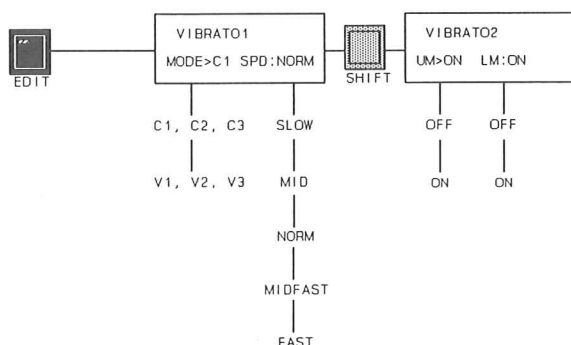 VIBRATO1
MODE>C1 SPD:NORM
EDIT
SHIFT
VIBRATO2
UM>ON LM:ON
C1, C2, C3
V1, V2, V3
SLOW
MID
NORM
MIDFAST
FAST
OFF
ON
OFF
ON